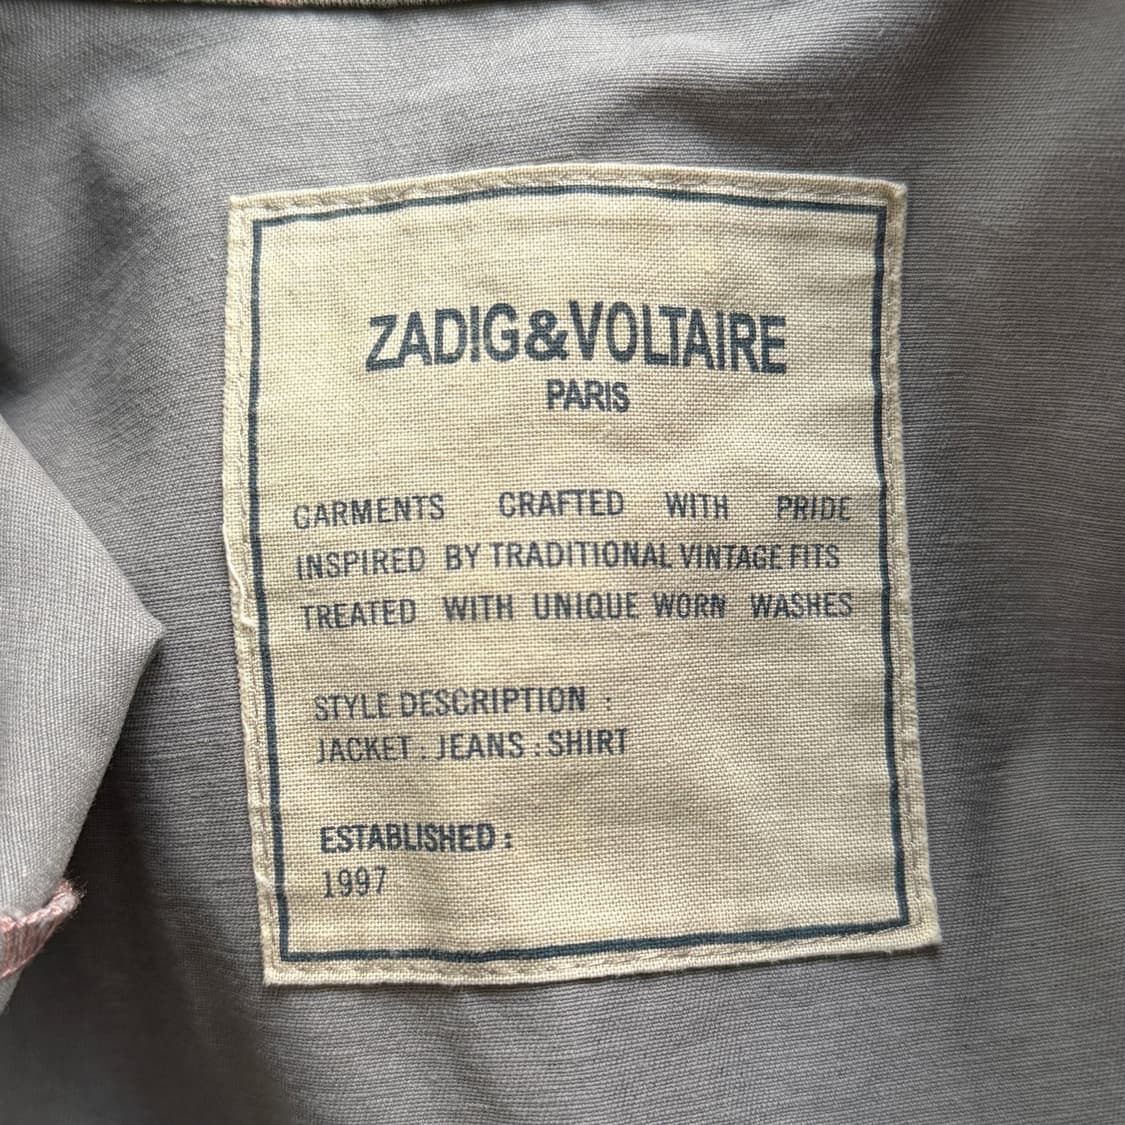 ZADIG&VOLTAIRE
PARIS
GARMENTS CRAFTED WITH PRIDE
INSPIRED BY TRADITIONAL VINTAGE FITS
TREATED WITH UNIQUE WORN WASHES
STYLE DESCRIPTION :
JACKET : JEANS : SHIRT
ESTABLISHED :
1997